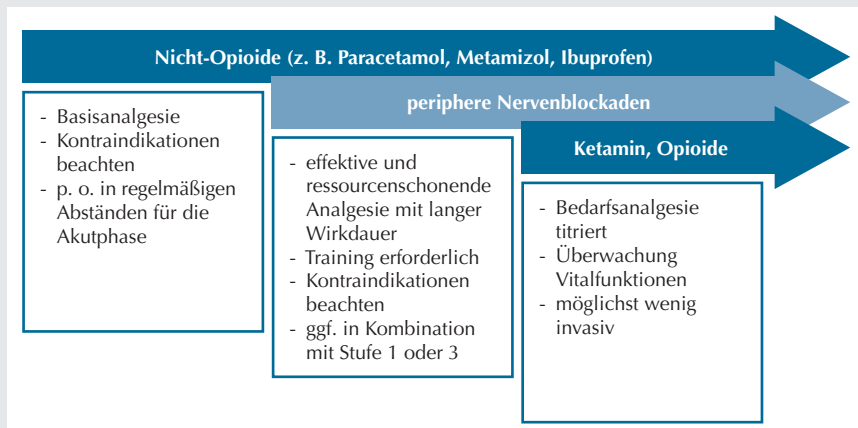 Nicht-Opioide (z. B. Paracetamol, Metamizol, Ibuprofen)
- Basisanalgesie
- Kontraindikationen
beachten
- p. o. in regelmäßigen
Abständen für die
Akutphase
periphere Nervenblockaden
- effektive und
ressourcenschonende
Analgesie mit langer
Wirkdauer
- Training erforderlich
- Kontraindikationen
beachten
- ggf. in Kombination
mit Stufe 1 oder 3
Ketamin, Opioide
- Bedarfsanalgesie
titriert
- Überwachung
Vitalfunktionen
- möglichst wenig
invasiv